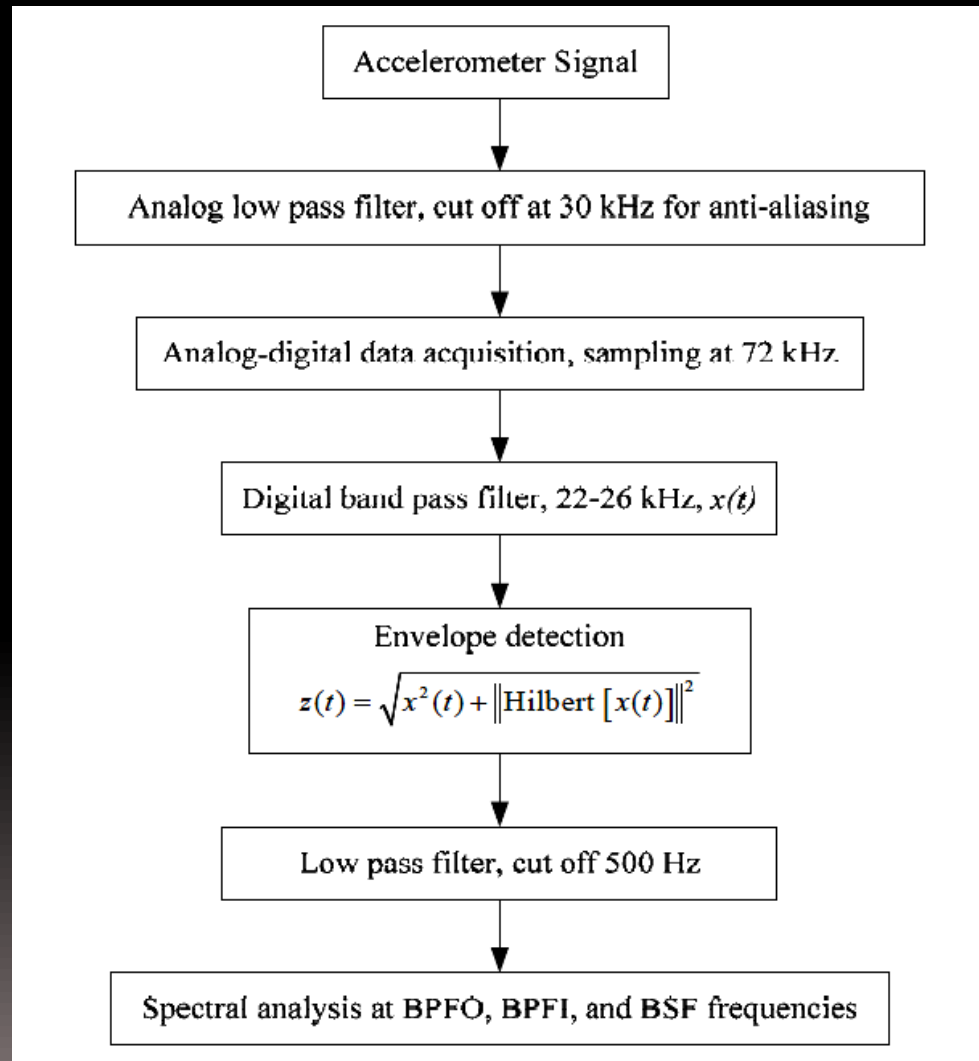 Accelerometer Signal
Analog low pass filter, cut off at 30 kHz for anti-aliasing
Analog-digital data acquisition, sampling at 72 kHz.
Digital band pass filter, 22-26 kHz, x(t)
Envelope detection
z(t) = √(x²(t) + ‖Hilbert [x(t)]‖²)
Low pass filter, cut off 500 Hz
Spectral analysis at BPFO, BPFI, and BSF frequencies